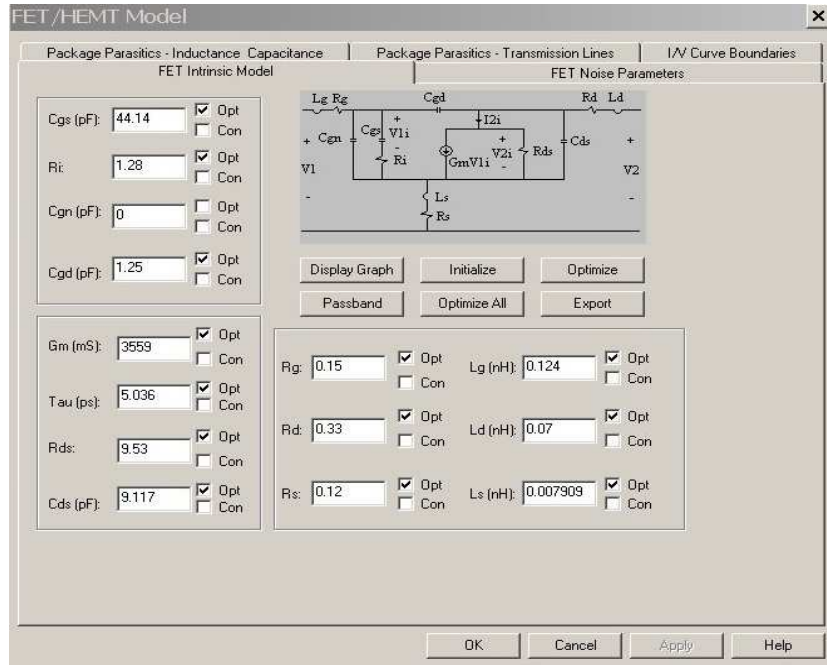 FET/HEMT Model
Package Parasitics - Inductance Capacitance
Package Parasitics - Transmission Lines
I/V Curve Boundaries
FET Intrinsic Model
FET Noise Parameters
Cgs (pF): 44.14 Opt Con
Ri: 1.28 Opt Con
Cgn (pF): 0 Opt Con
Cgd (pF): 1.25 Opt Con
Lg Rg Cgd Rd Ld
I2i
+ Cgn Cgs + V1i - Ri
GmV1i + V2i - Rds Cds +
V1 V2
- Ls -
Rs
Display Graph Initialize Optimize
Passband Optimize All Export
Gm (mS): 3559 Opt Con
Tau (ps): 5.036 Opt Con
Rds: 9.53 Opt Con
Cds (pF): 9.117 Opt Con
Rg: 0.15 Opt Con Lg (nH): 0.124 Opt Con
Rd: 0.33 Opt Con Ld (nH): 0.07 Opt Con
Rs: 0.12 Opt Con Ls (nH): 0.007909 Opt Con
OK Cancel Apply Help